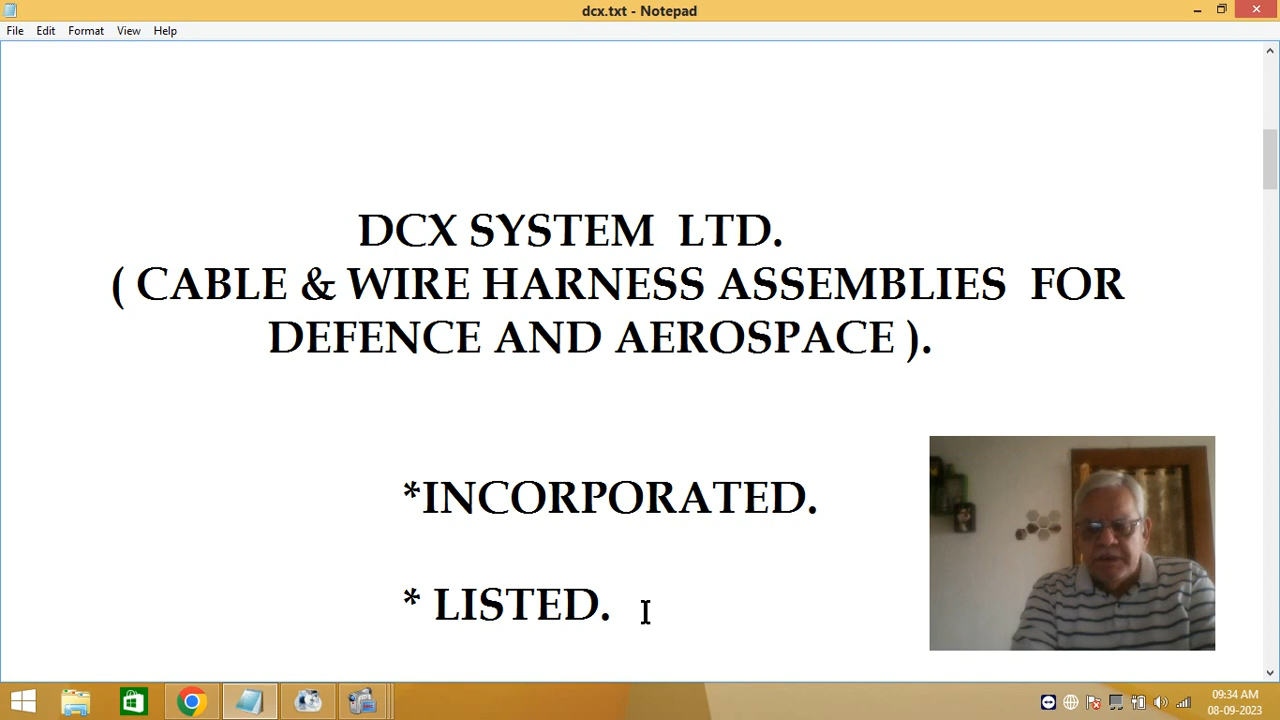 dcx.txt - Notepad
File Edit Format View Help
DCX SYSTEM LTD.
( CABLE & WIRE HARNESS ASSEMBLIES FOR
DEFENCE AND AEROSPACE ).
*INCORPORATED.
* LISTED.
09:34 AM
08-09-2023